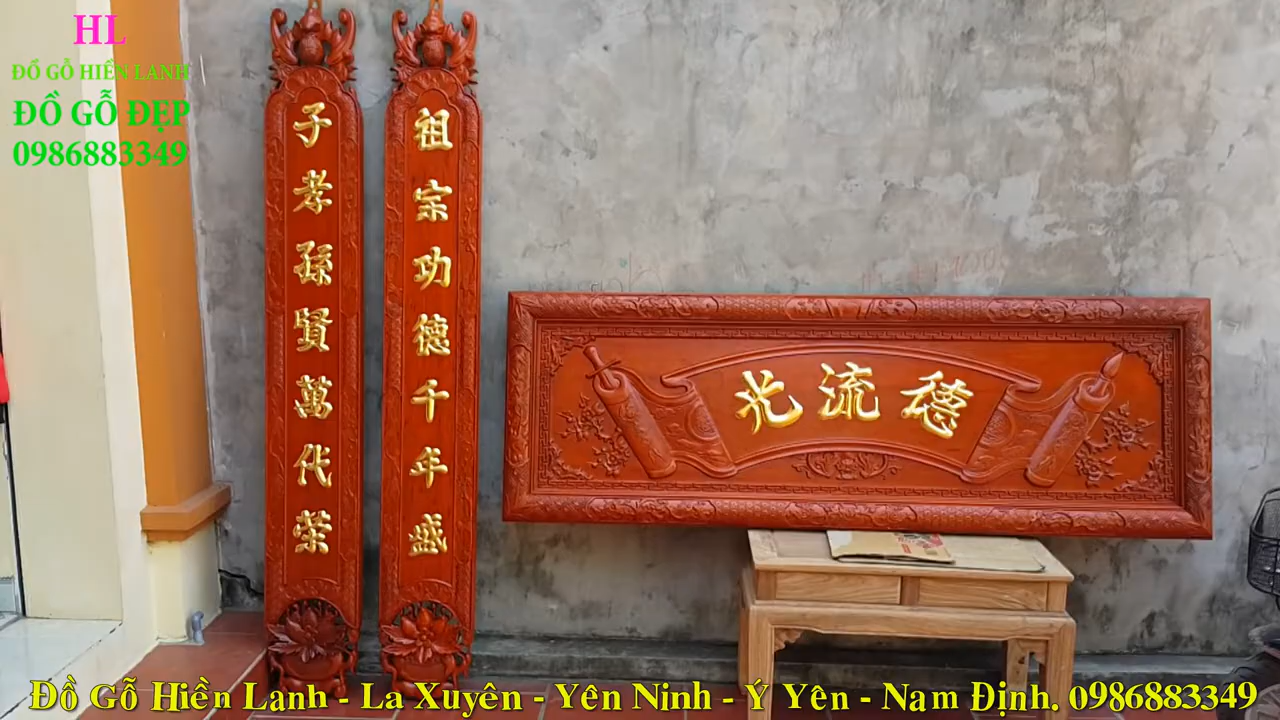 HL
ĐỒ GỖ HIỀN LANH
ĐỒ GỖ ĐẸP
0986883349
祖宗功德千年盛
子孝孫賢萬代荣
德流光
Đồ Gỗ Hiền Lanh - La Xuyên - Yên Ninh - Ý Yên - Nam Định. 0986883349